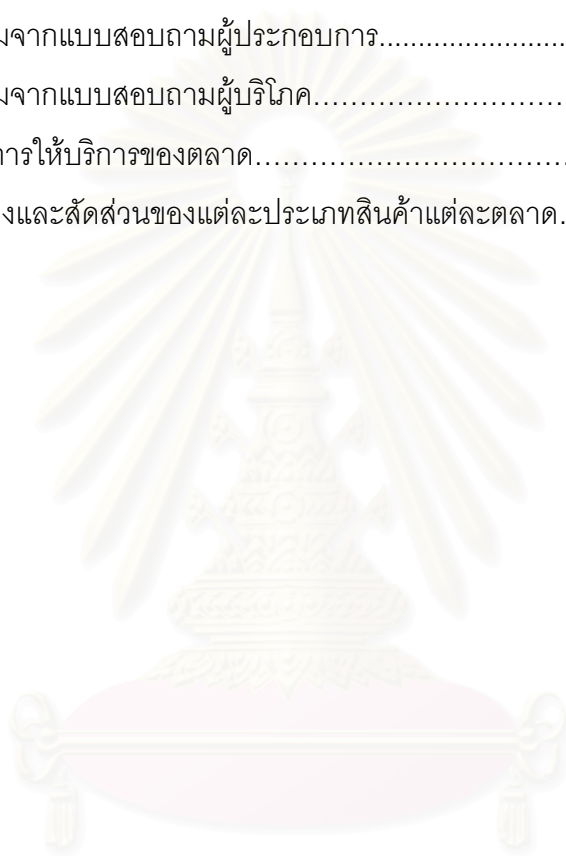 มจากแบบสอบถามผู้ประกอบการ........................
มจากแบบสอบถามผู้บริโภค..............................
การให้บริการของตลาด....................................
งและสัดส่วนของแต่ละประเภทสินค้าแต่ละตลาด.